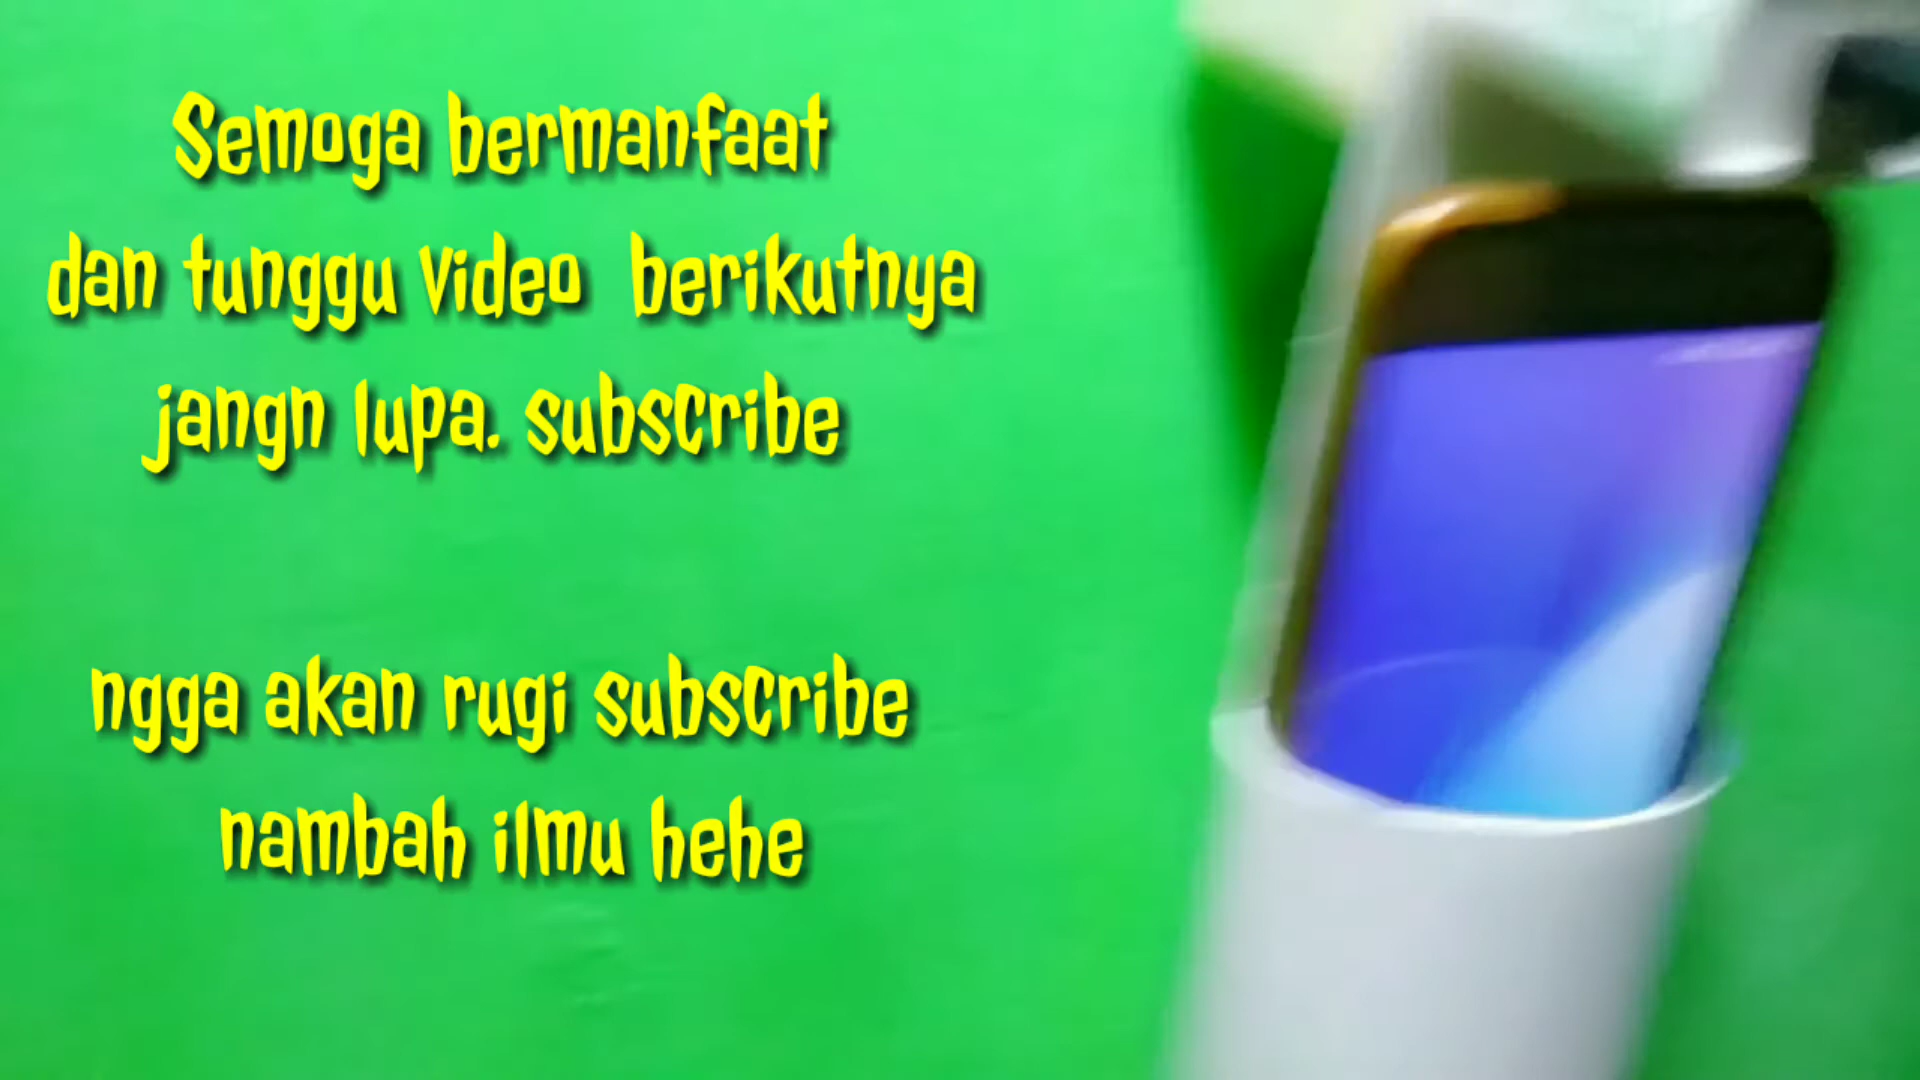 Semoga bermanfaat
dan tunggu video berikutnya
jangn lupa. subscribe
ngga akan rugi subscribe
nambah ilmu hehe